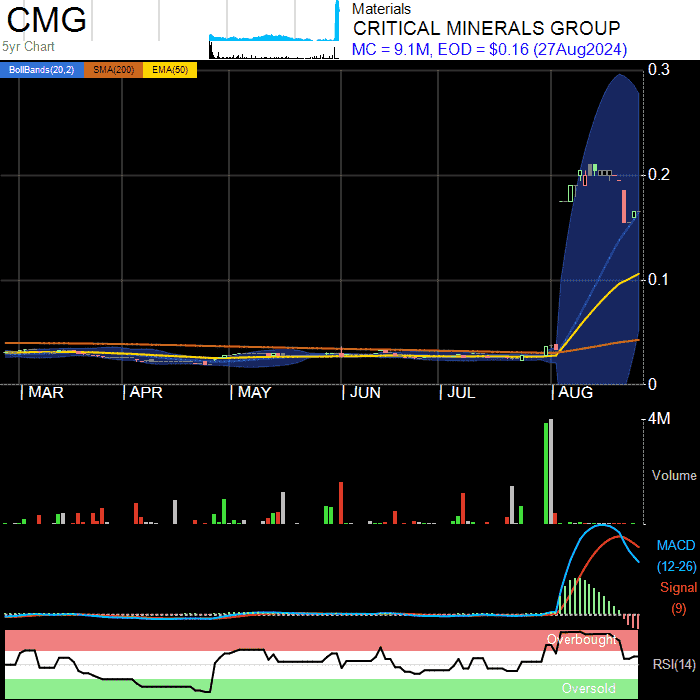 CMG
5yr Chart
Materials
CRITICAL MINERALS GROUP
MC = 9.1M, EOD = $0.16 (27Aug2024)
BollBands(20,2) SMA(200) EMA(50)
0.3
0.2
0.1
0
MAR APR MAY JUN JUL AUG
4M
Volume
MACD
(12-26)
Signal
(9)
Overbought
RSI(14)
Oversold